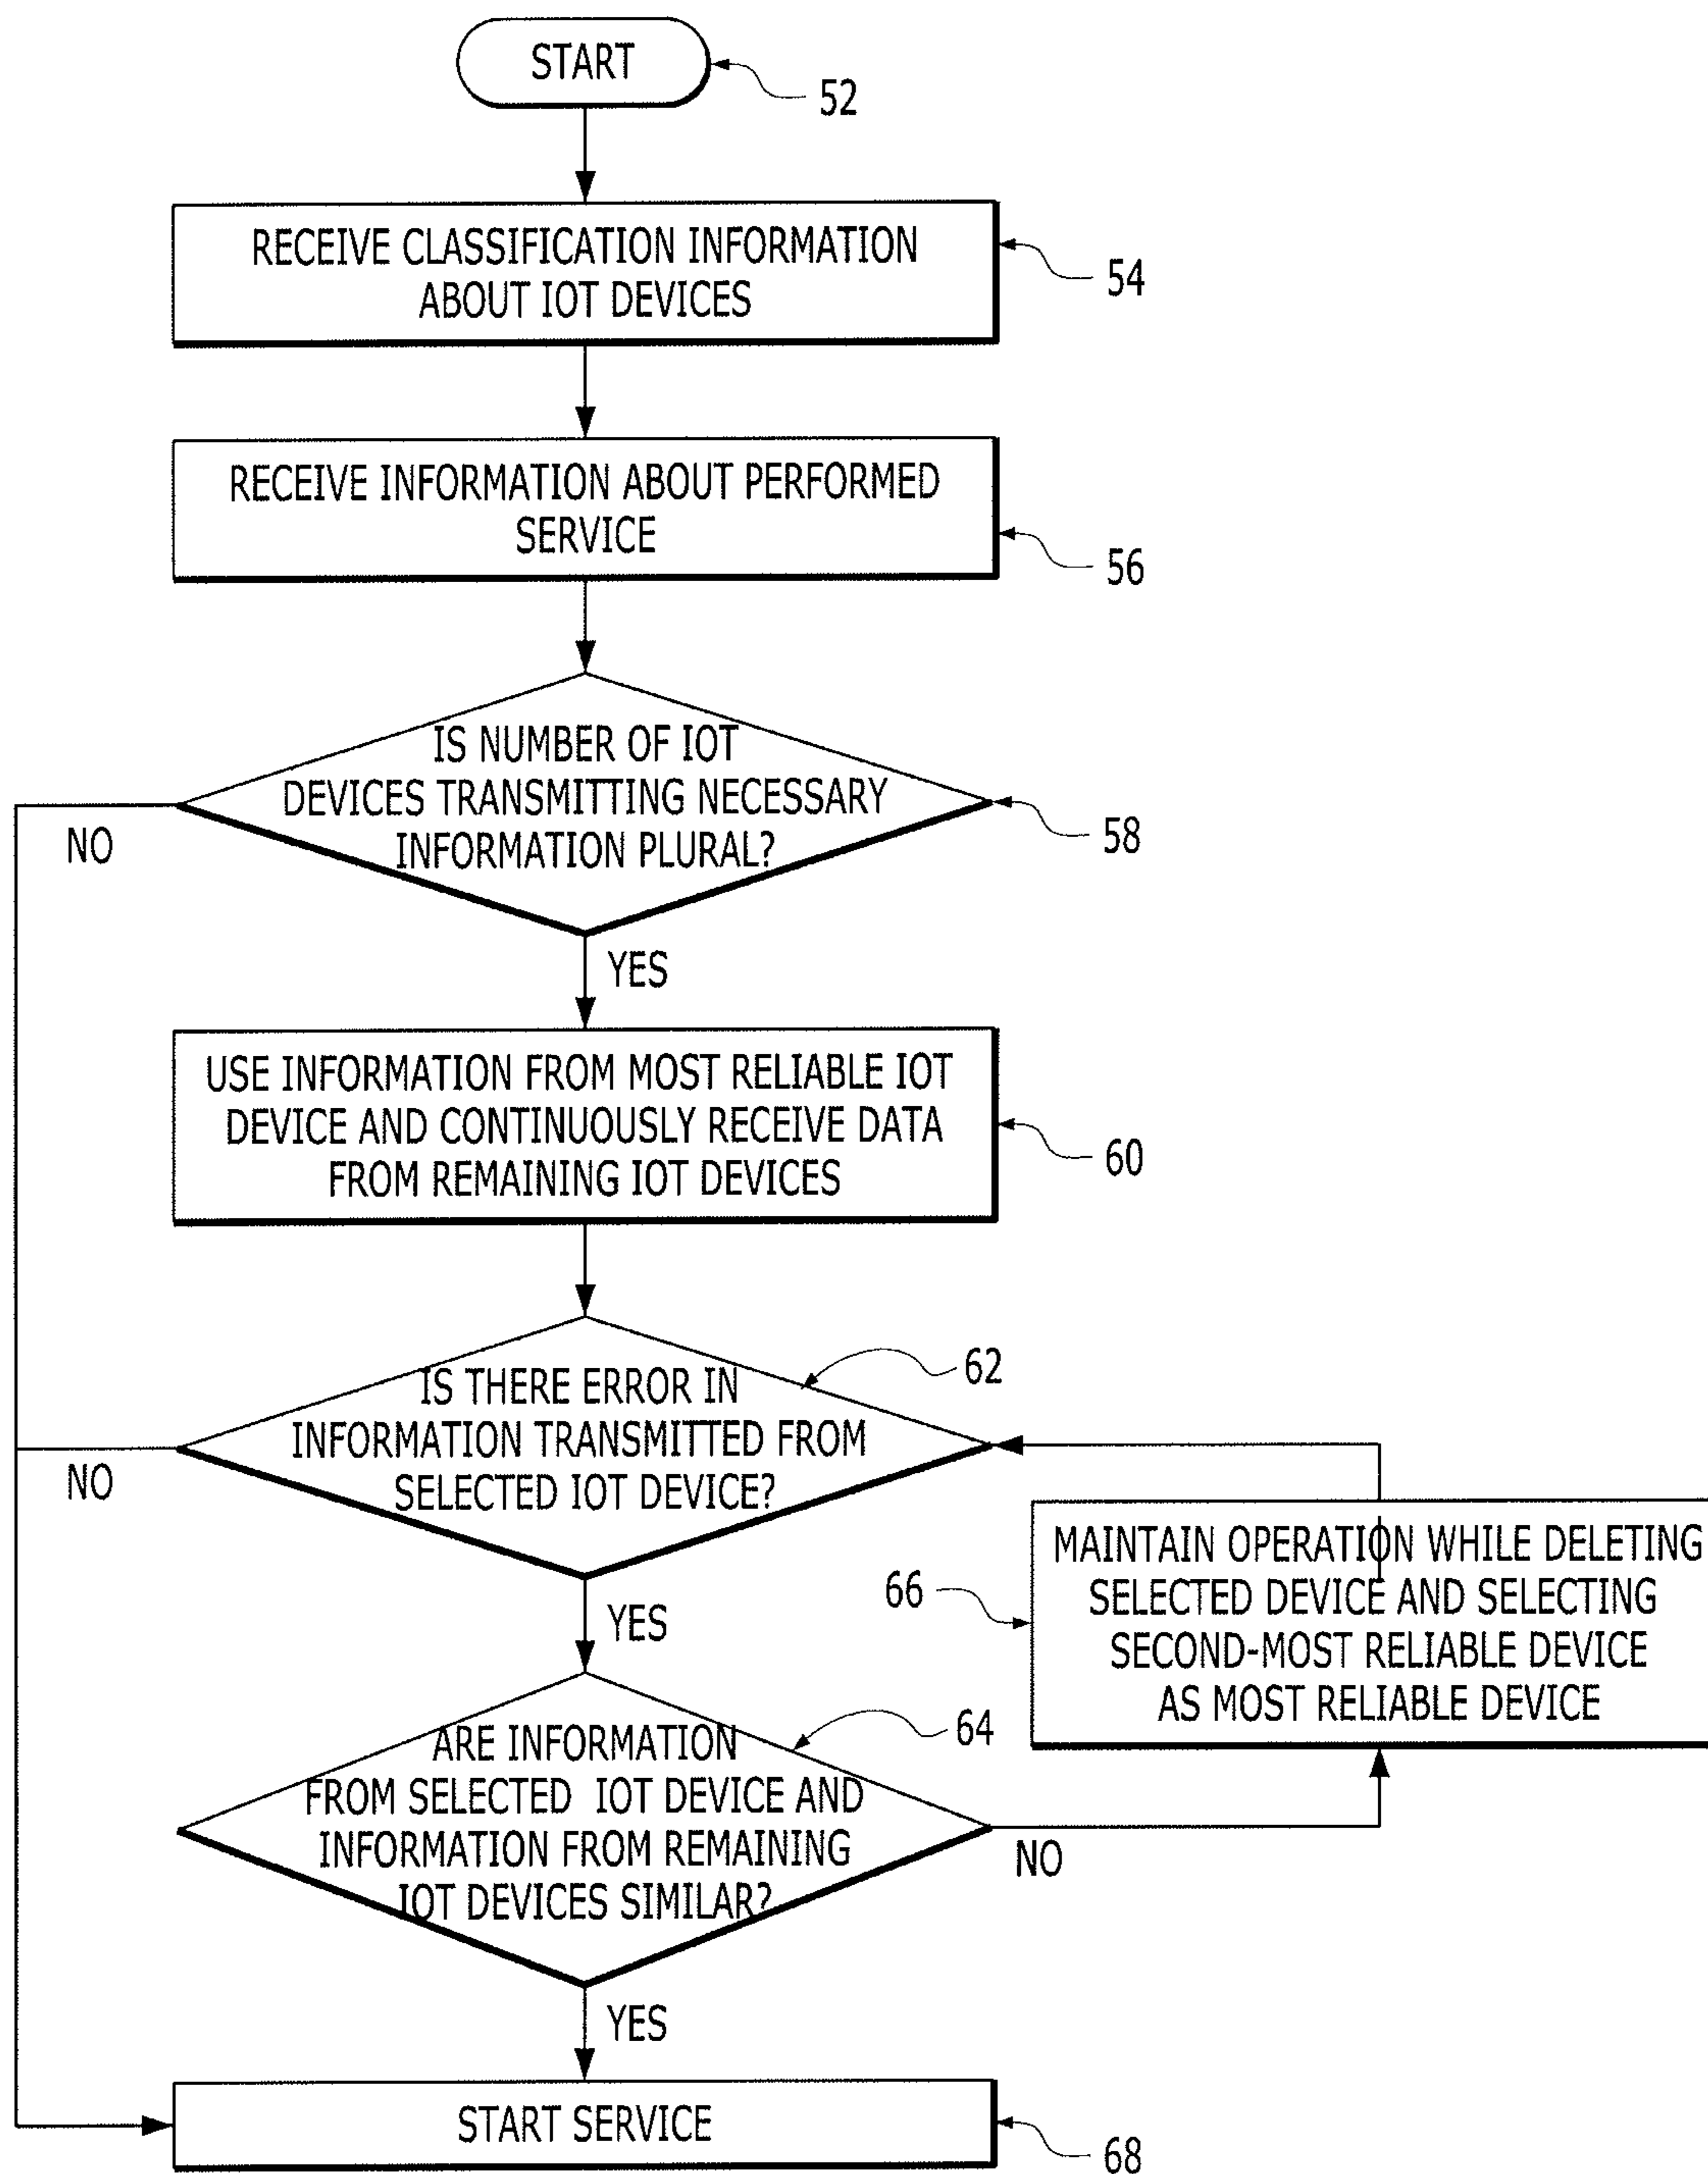 START
52
RECEIVE CLASSIFICATION INFORMATION
ABOUT IOT DEVICES
54
RECEIVE INFORMATION ABOUT PERFORMED
SERVICE
56
IS NUMBER OF IOT
DEVICES TRANSMITTING NECESSARY
INFORMATION PLURAL?
58
NO
YES
USE INFORMATION FROM MOST RELIABLE IOT
DEVICE AND CONTINUOUSLY RECEIVE DATA
FROM REMAINING IOT DEVICES
60
IS THERE ERROR IN
INFORMATION TRANSMITTED FROM
SELECTED IOT DEVICE?
62
NO
YES
MAINTAIN OPERATION WHILE DELETING
SELECTED DEVICE AND SELECTING
SECOND-MOST RELIABLE DEVICE
AS MOST RELIABLE DEVICE
66
ARE INFORMATION
FROM SELECTED IOT DEVICE AND
INFORMATION FROM REMAINING
IOT DEVICES SIMILAR?
64
NO
YES
START SERVICE
68